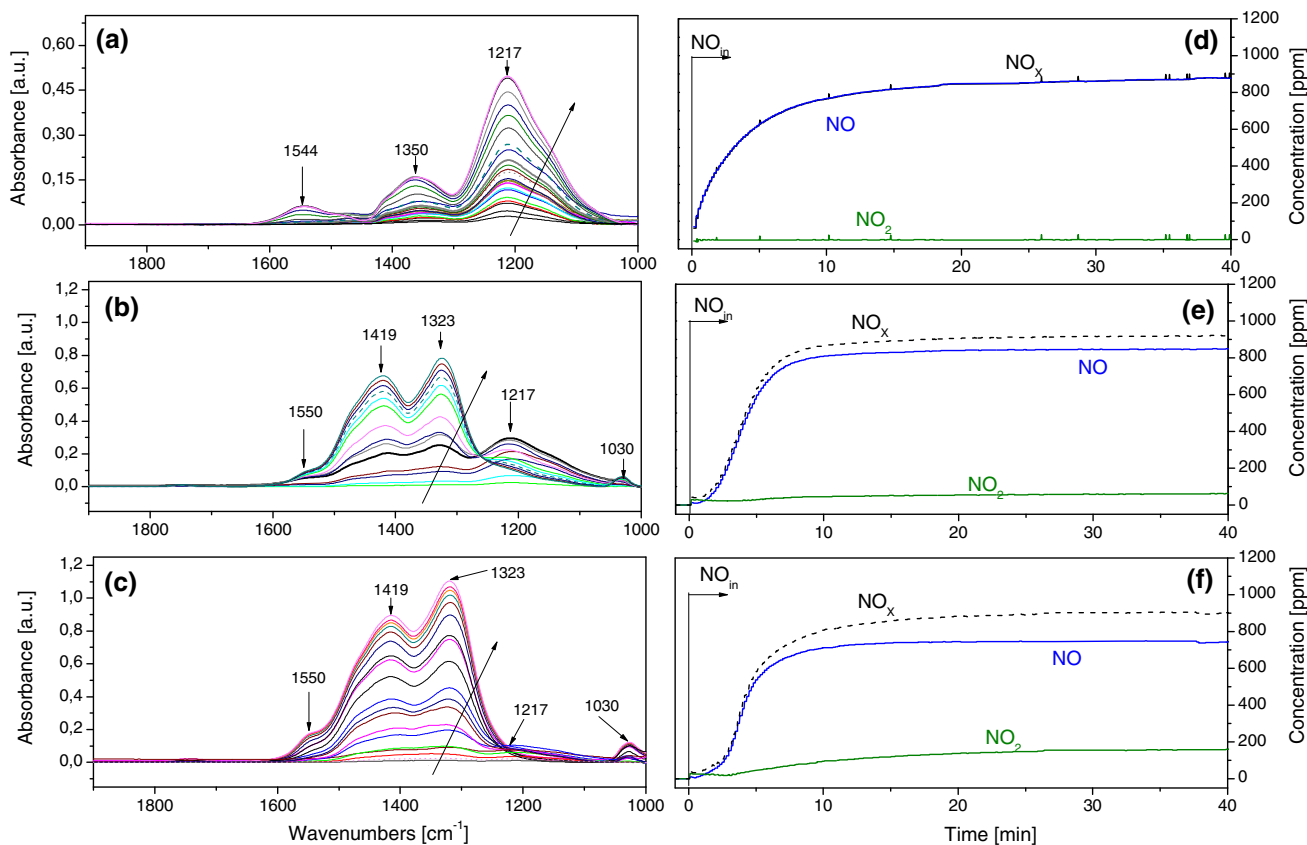 (a)
0,60
0,45
0,30
0,15
0,00
Absorbance [a.u.]
1544
1350
1217
1800 1600 1400 1200 1000
(d)
NOin
NOX
NO
NO2
1200
1000
800
600
400
200
0
Concentration [ppm]
0 10 20 30 40
(b)
1,2
1,0
0,8
0,6
0,4
0,2
0,0
Absorbance [a.u.]
1550
1419
1323
1217
1030
1800 1600 1400 1200 1000
(e)
NOin
NOX
NO
NO2
1200
1000
800
600
400
200
0
Concentration [ppm]
0 10 20 30 40
(c)
1,2
1,0
0,8
0,6
0,4
0,2
0,0
Absorbance [a.u.]
1550
1419
1323
1217
1030
1800 1600 1400 1200 1000
Wavenumbers [cm-1]
(f)
NOin
NOX
NO
NO2
1200
1000
800
600
400
200
0
Concentration [ppm]
0 10 20 30 40
Time [min]